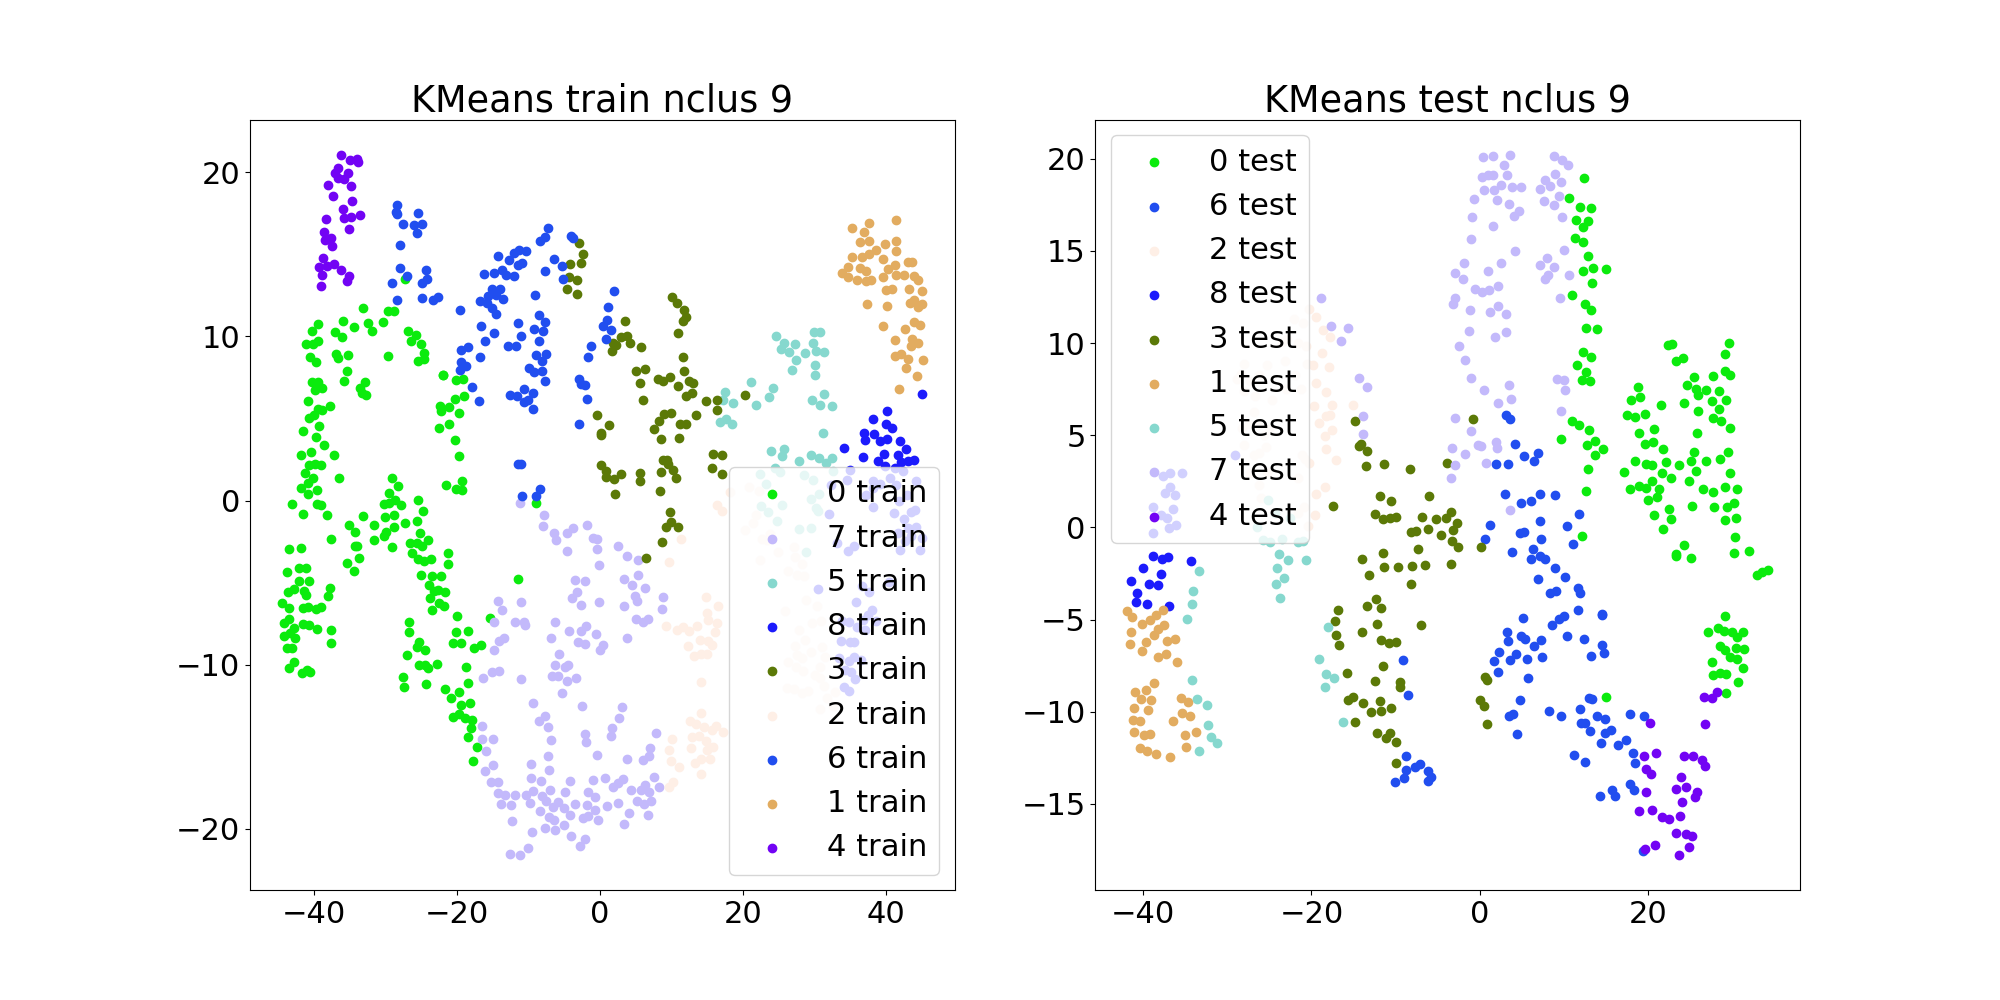 KMeans train nclus 9
20
10
0
−10
−20
−40
−20
0
20
40
0 train
7 train
5 train
8 train
3 train
2 train
6 train
1 train
4 train
KMeans test nclus 9
20
15
10
5
0
−5
−10
−15
−40
−20
0
20
0 test
6 test
2 test
8 test
3 test
1 test
5 test
7 test
4 test